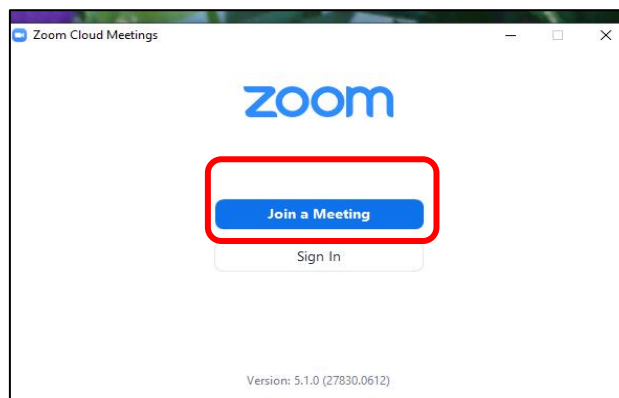 Zoom Cloud Meetings
zoom
Join a Meeting
Sign In
Version: 5.1.0 (27830.0612)